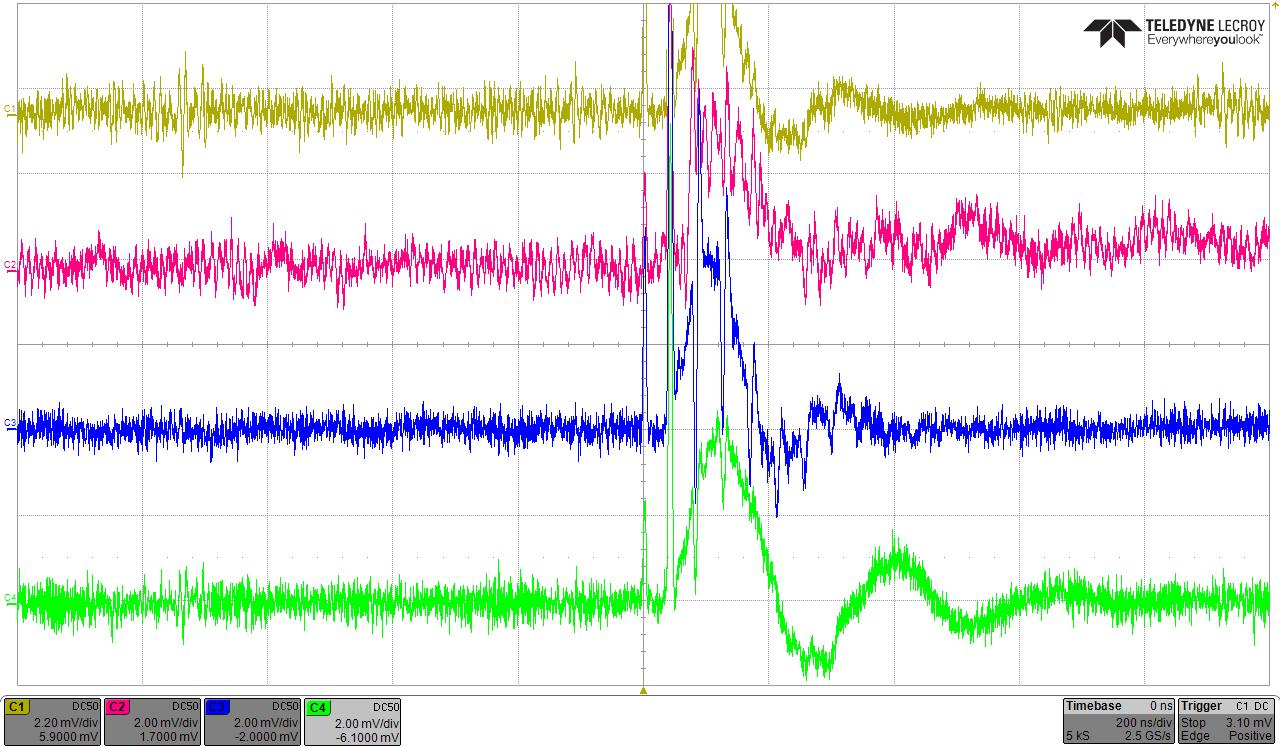 TELEDYNE LECROY
Everywhereyoulook™
C1
C2
C3
C4
C1 DC50
2.20 mV/div
5.9000 mV
C2 DC50
2.00 mV/div
1.7000 mV
C3 DC50
2.00 mV/div
-2.0000 mV
C4 DC50
2.00 mV/div
-6.1000 mV
Timebase 0 ns
200 ns/div
5 kS 2.5 GS/s
Trigger C1 DC
Stop 3.10 mV
Edge Positive